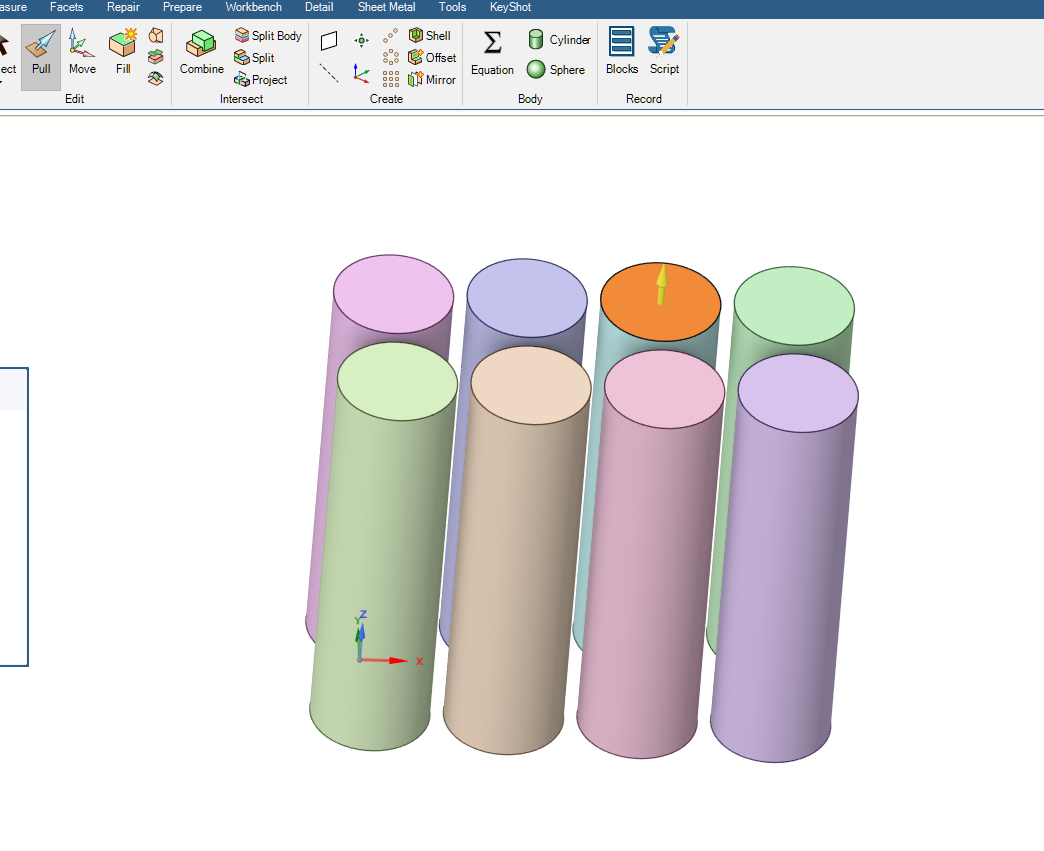 asure Facets Repair Prepare Workbench Detail Sheet Metal Tools KeyShot
Split Body
Shell
Cylinder
Split
Offset
ect Pull Move Fill Combine Equation Sphere Blocks Script
Project
Mirror
Edit Intersect Create Body Record
Z
Y
X